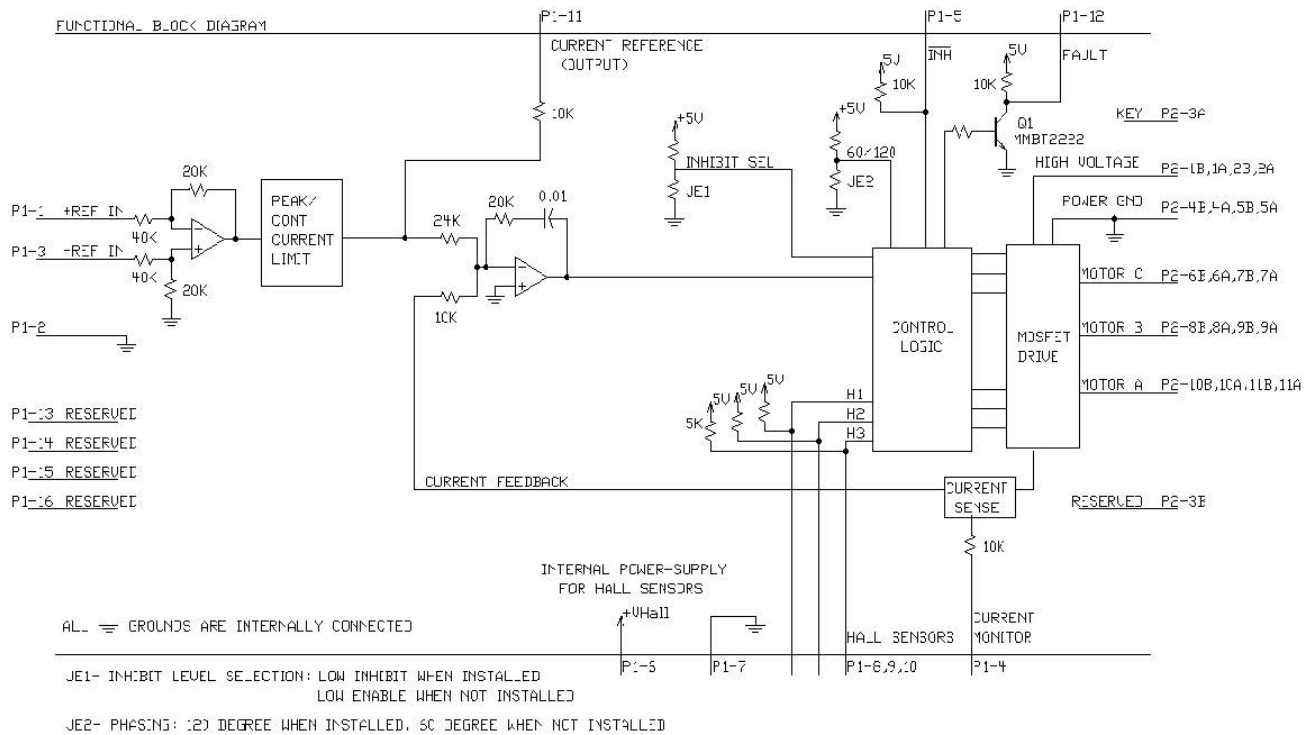 P1-11
P1-5
P1-12
FUNCTIONAL BLOCK DIAGRAM
CURRENT REFERENCE
(OUTPUT)
INH
FAULT
5V
5V
10K
10K
10K
+5V
+5V
Q1
MMBT2222
KEY P2-3A
INHIBIT SEL
60/120
HIGH VOLTAGE P2-1B,1A,2B,2A
JE1
JE2
20K
PEAK/
CONT
CURRENT
LIMIT
20K
0.01
POWER GND P2-4B,4A,5B,5A
P1-1 +REF IN
40K
24K
P1-3 -REF IN
40K
20K
10K
MOTOR C P2-6B,6A,7B,7A
P1-2
CONTROL
LOGIC
MOSFET
DRIVE
MOTOR B P2-8B,8A,9B,9A
5V
5V
5V
5K
H1
H2
H3
MOTOR A P2-10B,10A,11B,11A
P1-13 RESERVED
P1-14 RESERVED
P1-15 RESERVED
P1-16 RESERVED
CURRENT FEEDBACK
CURRENT
SENSE
RESERVED P2-3B
10K
INTERNAL POWER-SUPPLY
FOR HALL SENSORS
+VHall
ALL GROUNDS ARE INTERNALLY CONNECTED
HALL SENSORS
CURRENT
MONITOR
P1-6
P1-7
P1-8,9,10
P1-4
JE1- INHIBIT LEVEL SELECTION: LOW INHIBIT WHEN INSTALLED
LOW ENABLE WHEN NOT INSTALLED
JE2- PHASING: 120 DEGREE WHEN INSTALLED, 60 DEGREE WHEN NOT INSTALLED